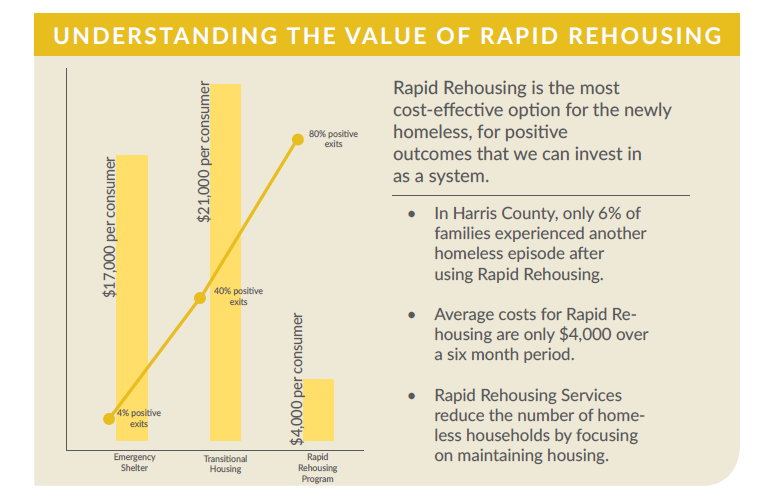 UNDERSTANDING THE VALUE OF RAPID REHOUSING
$17,000 per consumer
$21,000 per consumer
$4,000 per consumer
80% positive
exits
40% positive
exits
4% positive
exits
Emergency
Shelter
Transitional
Housing
Rapid
Rehousing
Program
Rapid Rehousing is the most
cost-effective option for the newly
homeless, for positive
outcomes that we can invest in
as a system.
• In Harris County, only 6% of
families experienced another
homeless episode after
using Rapid Rehousing.
• Average costs for Rapid Re-
housing are only $4,000 over
a six month period.
• Rapid Rehousing Services
reduce the number of home-
less households by focusing
on maintaining housing.